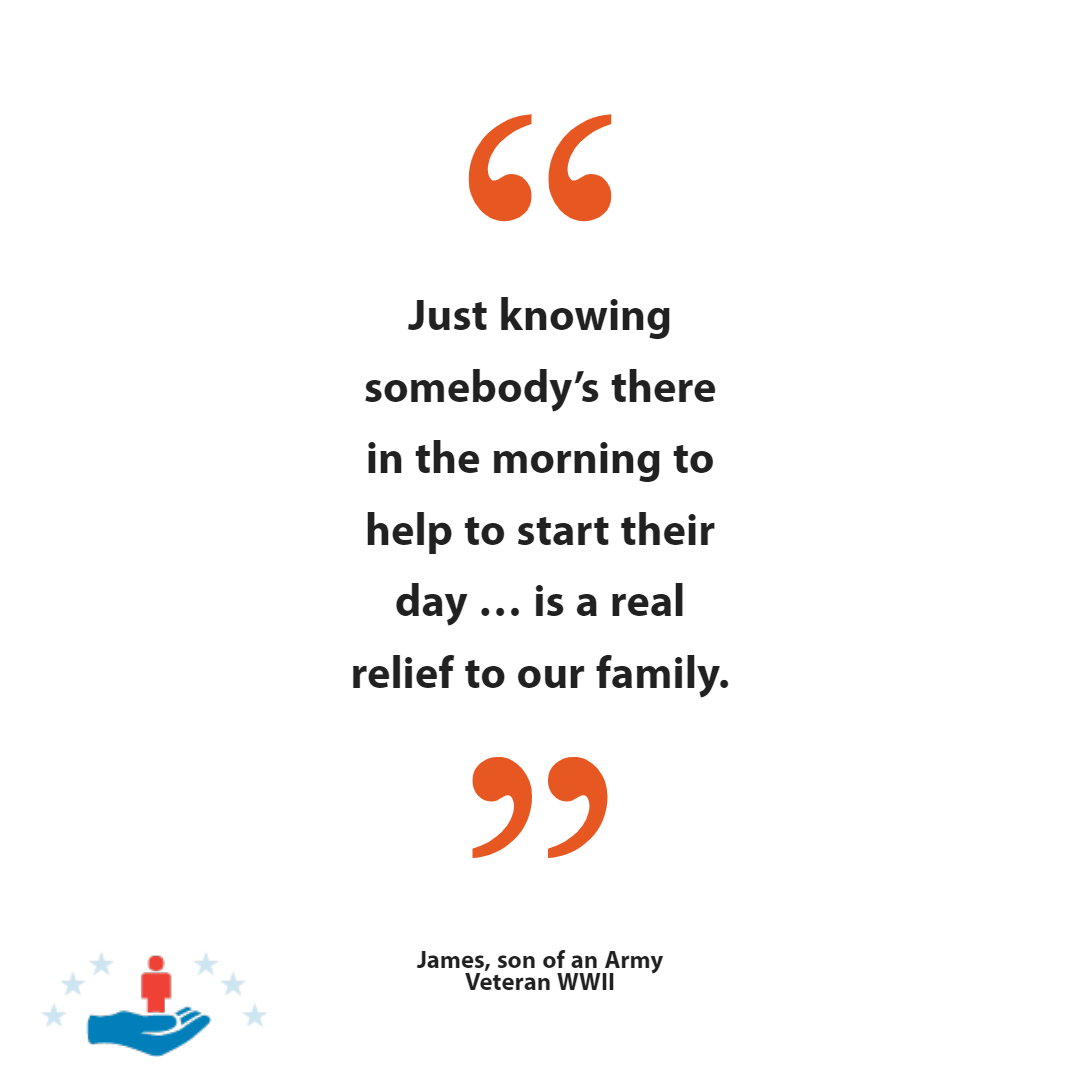 “
Just knowing
somebody’s there
in the morning to
help to start their
day … is a real
relief to our family.
”
James, son of an Army
Veteran WWII